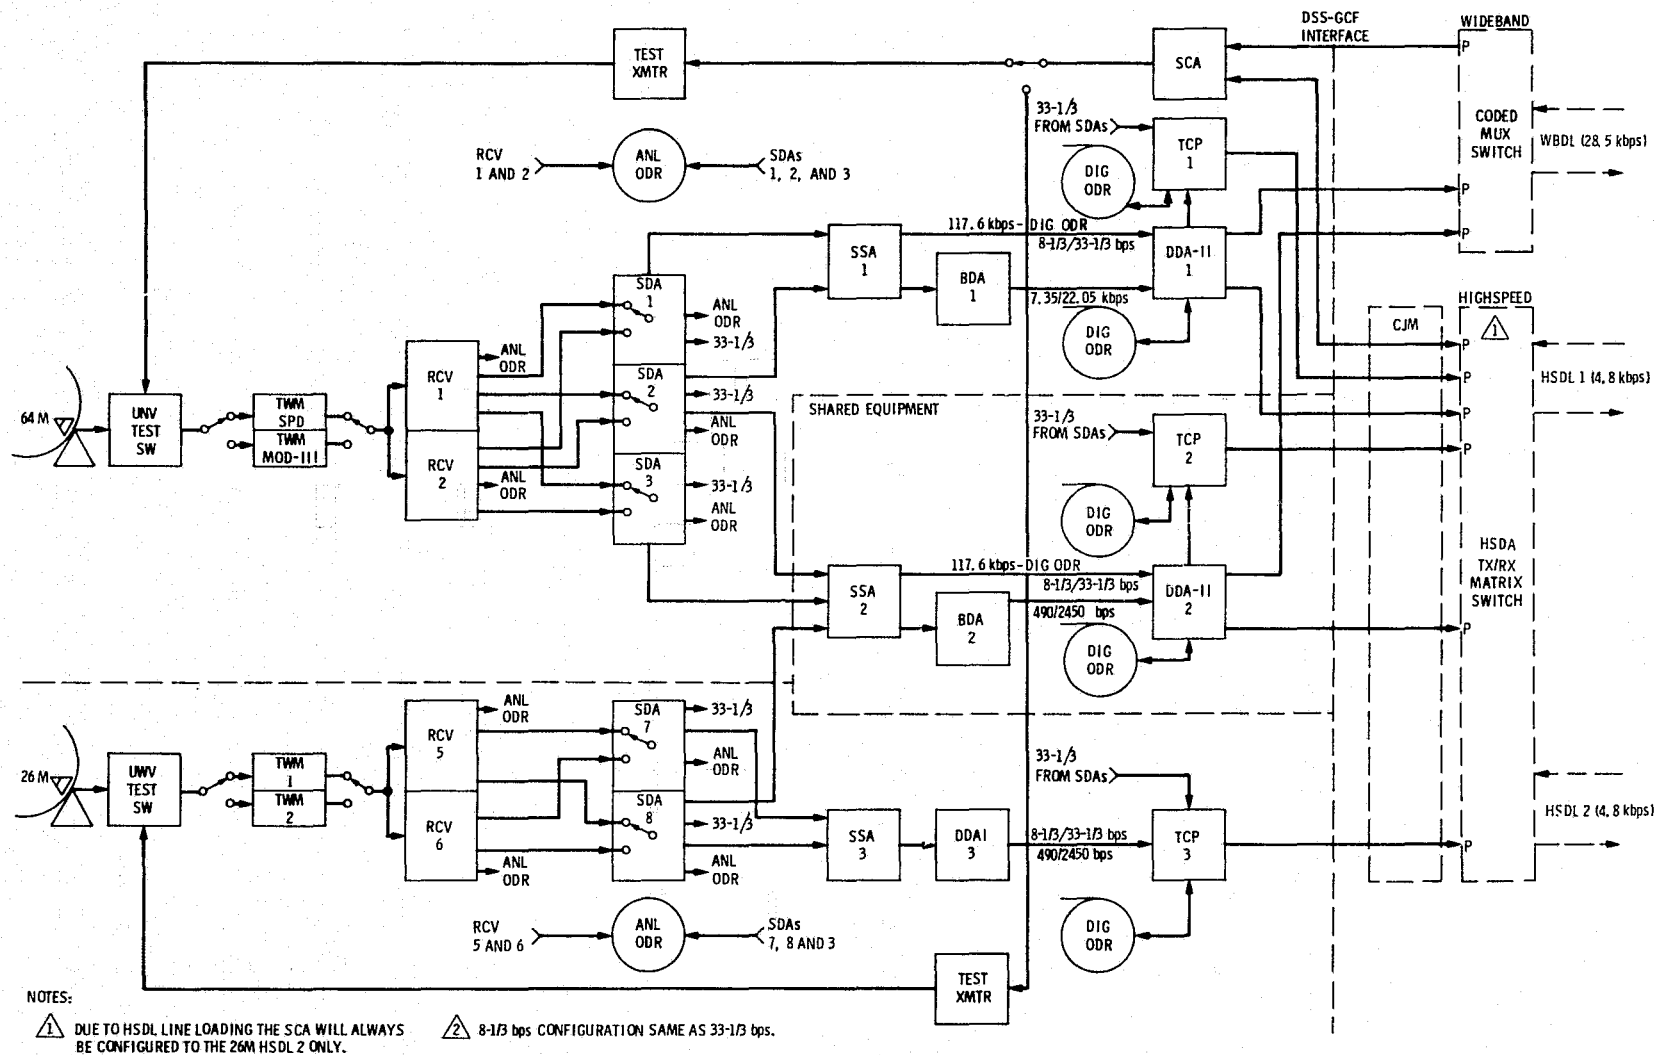 DSS-GCF
INTERFACE
WIDEBAND
TEST
XMTR
SCA
P
33-1/3
FROM SDAs
CODED
MUX
SWITCH
WBDL (28.5 kbps)
TCP
1
DIG
ODR
RCV
1 AND 2
ANL
ODR
SDAs
1, 2, AND 3
P
P
117.6 kbps-DIG ODR
8-1/3/33-1/3 bps
SSA
1
BDA
1
DDA-II
1
7.35/22.05 kbps
DIG
ODR
SDA
1
ANL
ODR
33-1/3
HIGHSPEED
1
CJM
P
P
P
P
HSDL 1 (4.8 kbps)
64 M
UNV
TEST
SW
TWM
SPD
TWM
MOD-III
RCV
1
ANL
ODR
RCV
2
ANL
ODR
SDA
2
33-1/3
ANL
ODR
SDA
3
33-1/3
ANL
ODR
SHARED EQUIPMENT
33-1/3
FROM SDAs
TCP
2
DIG
ODR
HSDA
TX/RX
MATRIX
SWITCH
117.6 kbps-DIG ODR
8-1/3/33-1/3 bps
490/2450 bps
SSA
2
BDA
2
DDA-II
2
DIG
ODR
P
26 M
UWV
TEST
SW
TWM
1
TWM
2
RCV
5
ANL
ODR
RCV
6
ANL
ODR
SDA
7
33-1/3
ANL
ODR
SDA
8
33-1/3
ANL
ODR
33-1/3
FROM SDAs
SSA
3
DDAI
3
8-1/3/33-1/3 bps
490/2450 bps
TCP
3
P
HSDL 2 (4.8 kbps)
DIG
ODR
RCV
5 AND 6
ANL
ODR
SDAs
7, 8 AND 3
TEST
XMTR
NOTES:
1 DUE TO HSDL LINE LOADING THE SCA WILL ALWAYS
BE CONFIGURED TO THE 26M HSDL 2 ONLY.
2 8-1/3 bps CONFIGURATION SAME AS 33-1/3 bps.